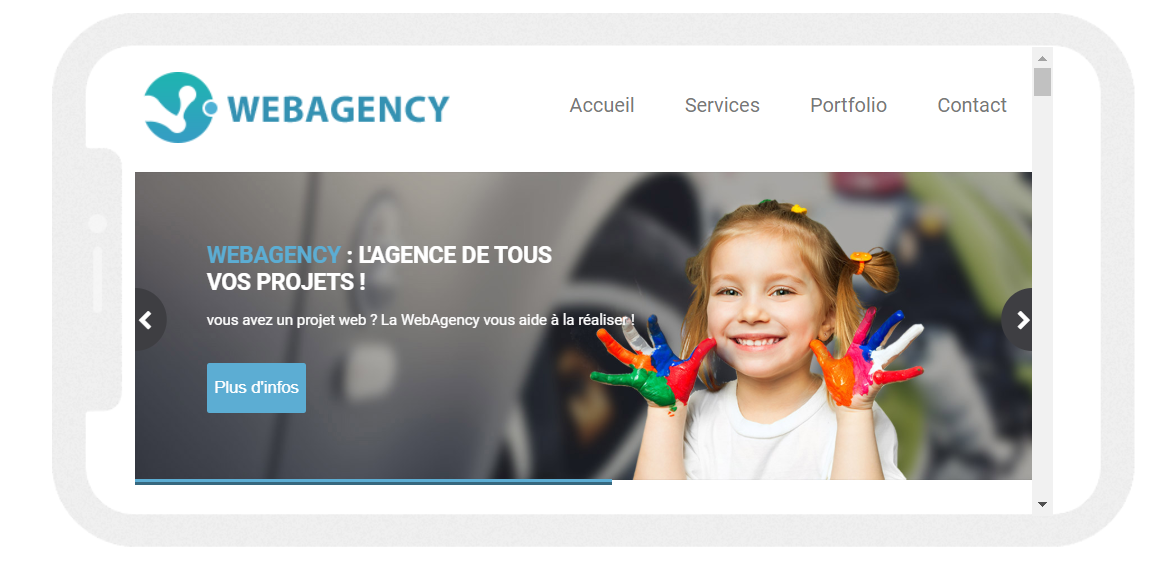 WEBAGENCY
Accueil Services Portfolio Contact
WEBAGENCY : L'AGENCE DE TOUS
VOS PROJETS !
vous avez un projet web ? La WebAgency vous aide à la réaliser !
Plus d'infos